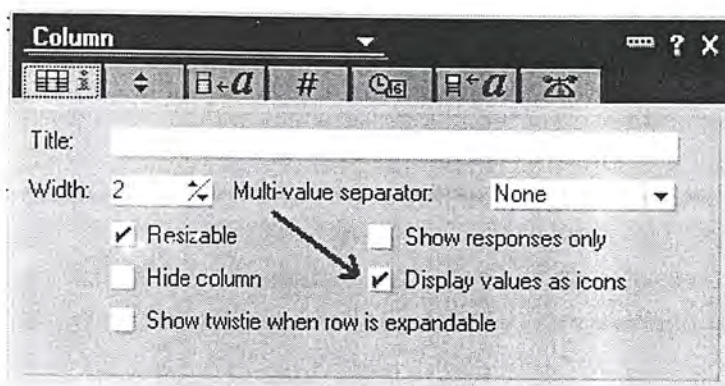 Column ? X
a # 16 a
Title:
Width: 2 Multi-value separator: None
Resizable Show responses only
Hide column Display values as icons
Show twistie when row is expandable